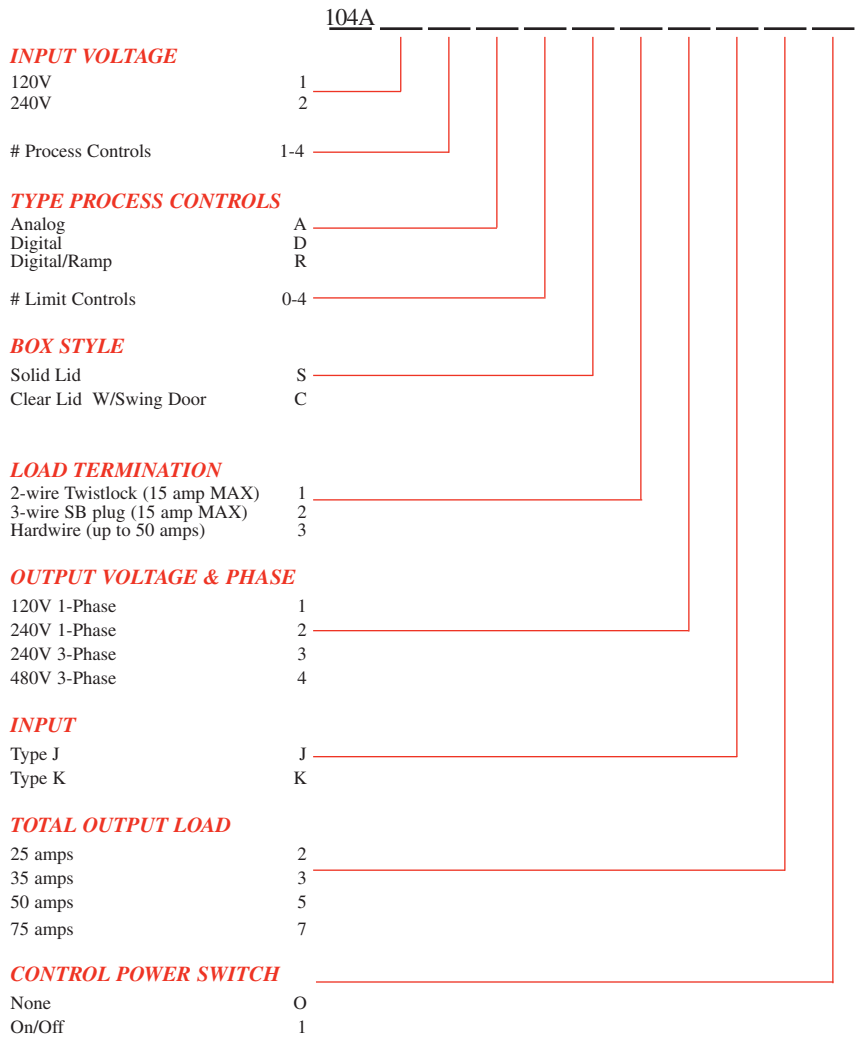 104A
INPUT VOLTAGE
120V 1
240V 2
# Process Controls 1-4
TYPE PROCESS CONTROLS
Analog A
Digital D
Digital/Ramp R
# Limit Controls 0-4
BOX STYLE
Solid Lid S
Clear Lid W/Swing Door C
LOAD TERMINATION
2-wire Twistlock (15 amp MAX) 1
3-wire SB plug (15 amp MAX) 2
Hardwire (up to 50 amps) 3
OUTPUT VOLTAGE & PHASE
120V 1-Phase 1
240V 1-Phase 2
240V 3-Phase 3
480V 3-Phase 4
INPUT
Type J J
Type K K
TOTAL OUTPUT LOAD
25 amps 2
35 amps 3
50 amps 5
75 amps 7
CONTROL POWER SWITCH
None O
On/Off 1